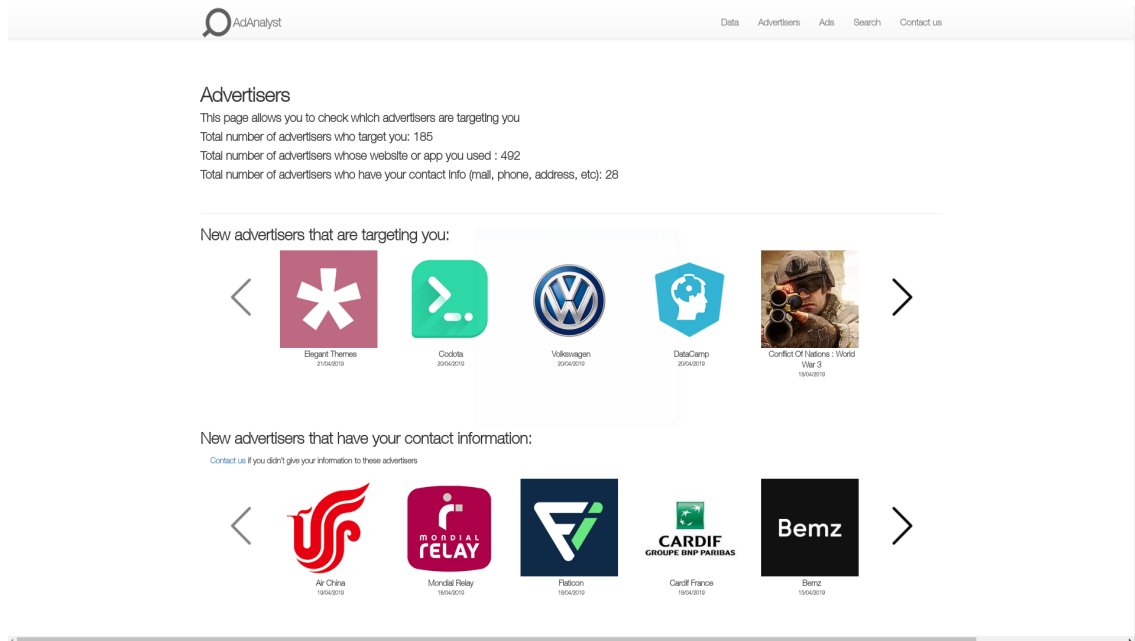 AdAnalyst
Data Advertisers Ads Search Contact us
Advertisers
This page allows you to check which advertisers are targeting you
Total number of advertisers who target you: 185
Total number of advertisers whose website or app you used : 492
Total number of advertisers who have your contact info (mail, phone, address, etc): 28
New advertisers that are targeting you:
Elegant Themes
21/04/2019
Codota
20/04/2019
Volkswagen
20/04/2019
DataCamp
20/04/2019
Conflict Of Nations : World
War 3
18/04/2019
New advertisers that have your contact information:
Contact us if you didn't give your information to these advertisers
MONDIAL
RELAY
CARDIF
GROUPE BNP PARIBAS
Bemz
Air China
19/04/2019
Mondial Relay
18/04/2019
Flaticon
16/04/2019
Cardif France
16/04/2019
Bemz
15/04/2019